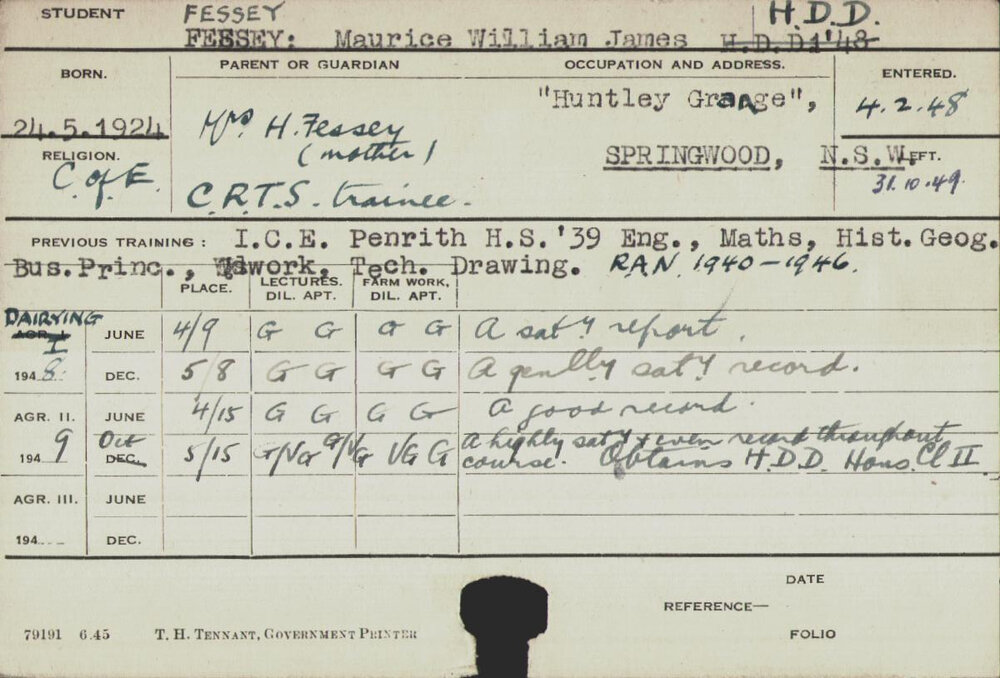 STUDENT FESSEY H.D.D.
FESSEY: Maurice William James H.D.D1'48
BORN. PARENT OR GUARDIAN OCCUPATION AND ADDRESS. ENTERED.
24.5.1924 Mrs H. Fessey "Huntley Grange", 4.2.48
(mother)
RELIGION. SPRINGWOOD, N.S.W. LEFT.
C. of E. C.R.T.S. trainee. 31.10.49.
PREVIOUS TRAINING: I.C.E. Penrith H.S.'39 Eng., Maths, Hist.Geog.
Bus.Princ., Wdwork, Tech. Drawing. RAN 1940-1946.
PLACE. LECTURES. DIL. APT. FARM WORK, DIL. APT.
DAIRYING
AGR. I I JUNE 4/9 G G G G A sat'y report.
1948 DEC. 5/8 G G G G A gen'lly sat'y record.
AGR. II. JUNE 4/15 G G G G A good record.
1949 Oct DEC. 5/15 G/VG G/VG VG G A highly sat'y & even record throughout
course. Obtains H.D.D. Hons. Cl II
AGR. III. JUNE
194 DEC.
DATE
REFERENCE—
FOLIO
79191 6.45 T. H. TENNANT, GOVERNMENT PRINTER